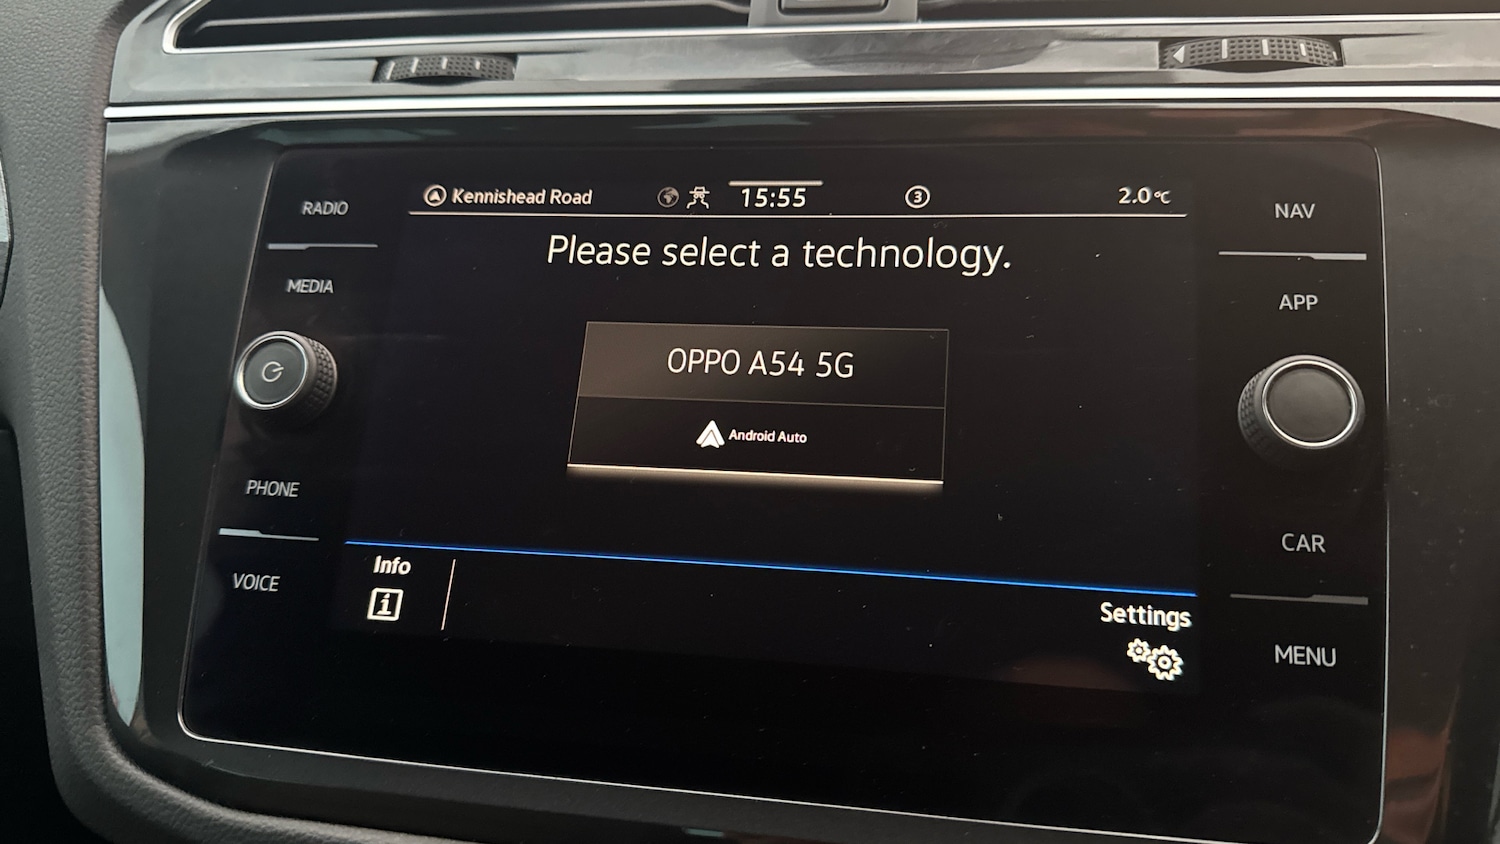 RADIO
MEDIA
PHONE
VOICE
Kennishead Road 15:55 3 2.0°C
Please select a technology.
OPPO A54 5G
Android Auto
Info
i
Settings
NAV
APP
CAR
MENU